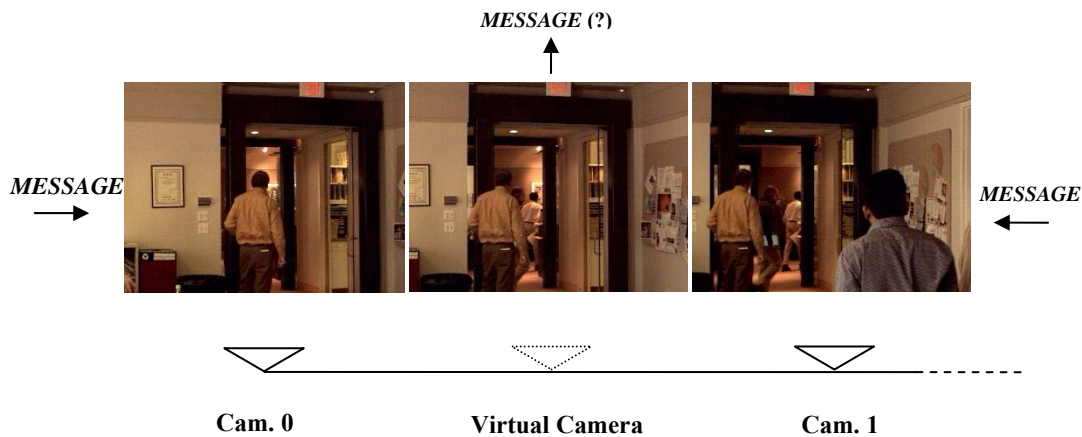 MESSAGE (?)
MESSAGE
MESSAGE
Cam. 0
Virtual Camera
Cam. 1